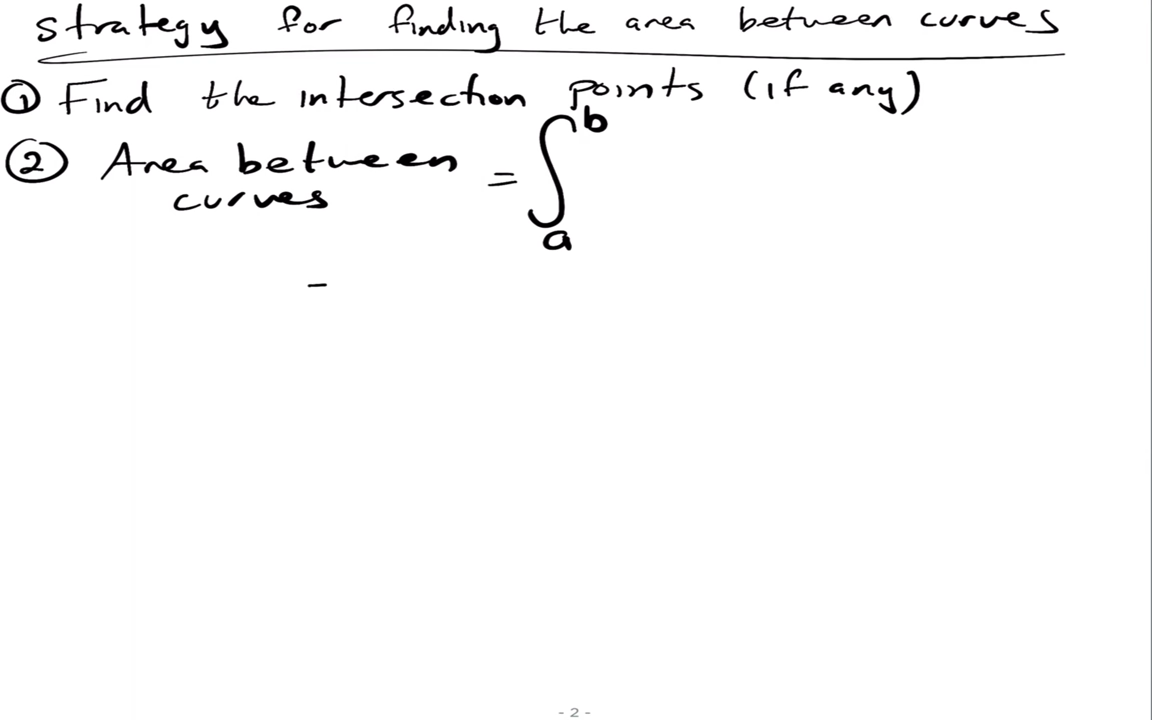 strategy for finding the area between curves
① Find the intersection points (if any)
② Area between curves = ∫_a^b
-
- 2 -